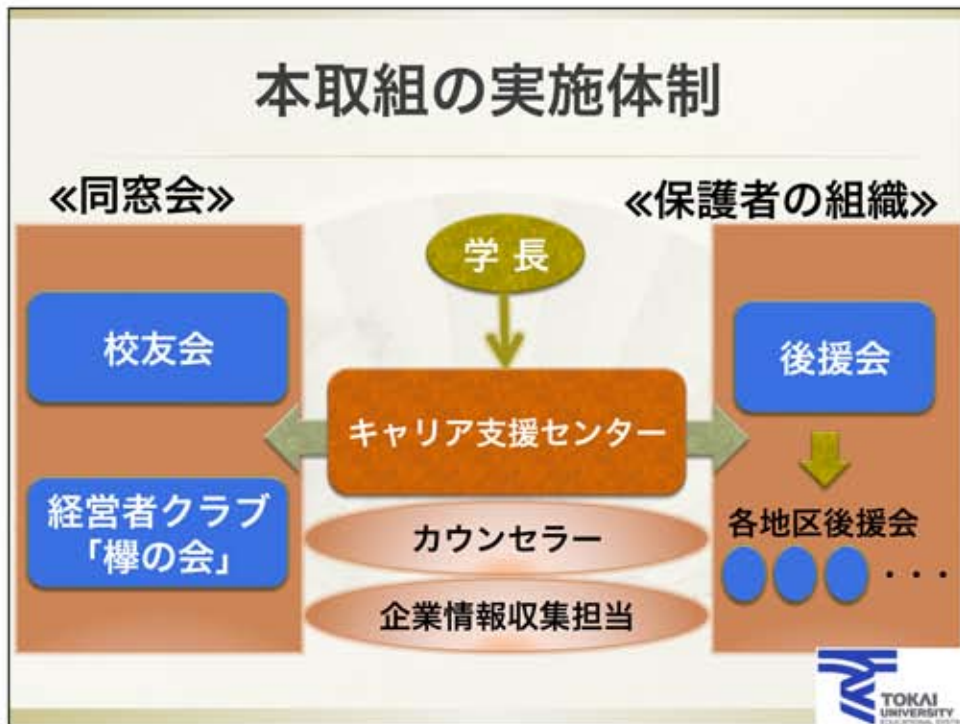 本取組の実施体制
≪同窓会≫
≪保護者の組織≫
学 長
校友会
後援会
キャリア支援センター
経営者クラブ
「欅の会」
各地区後援会
・・・
カウンセラー
企業情報収集担当
TOKAI
UNIVERSITY